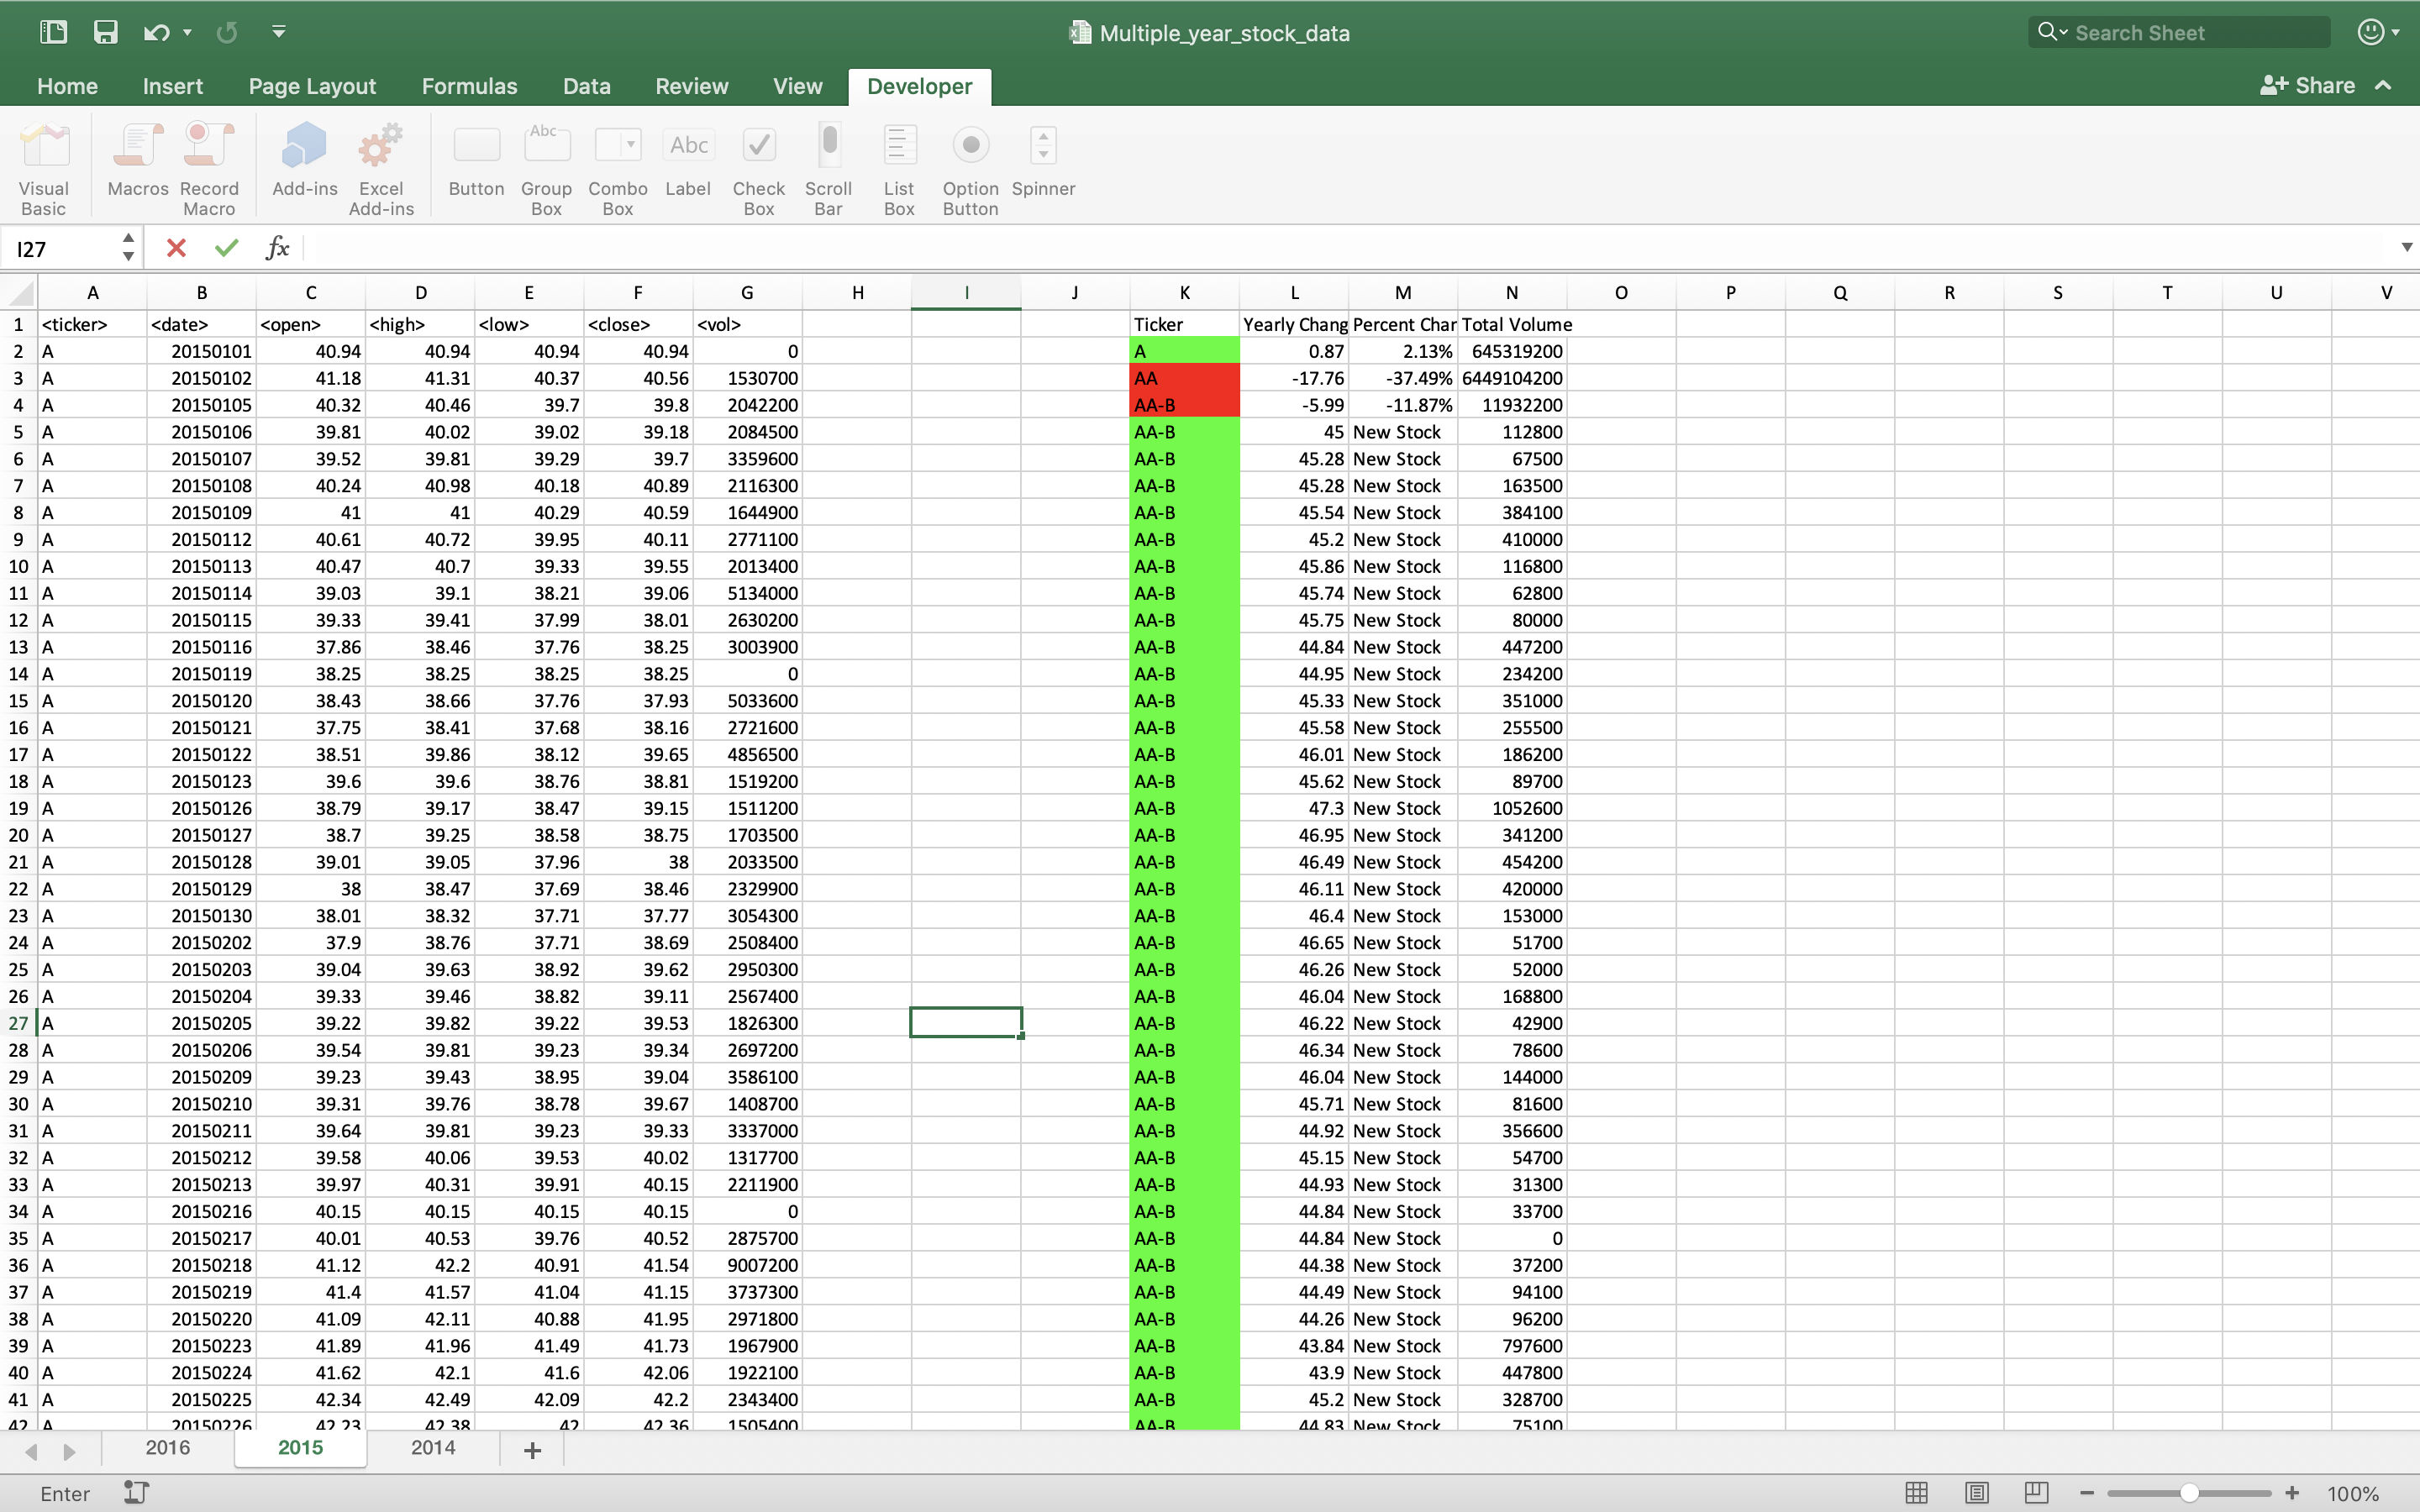 Multiple_year_stock_data
Search Sheet
Home Insert Page Layout Formulas Data Review View Developer Share
Visual Basic Macros Record Macro Add-ins Excel Add-ins Button Group Box Combo Box Label Check Box Scroll Bar List Box Option Button Spinner
Abc Abc
I27 fx
A B C D E F G H I J K L M N O P Q R S T U V
1 <ticker> <date> <open> <high> <low> <close> <vol> Ticker Yearly Chang Percent Char Total Volume
2 A 20150101 40.94 40.94 40.94 40.94 0 A 0.87 2.13% 645319200
3 A 20150102 41.18 41.31 40.37 40.56 1530700 AA -17.76 -37.49% 6449104200
4 A 20150105 40.32 40.46 39.7 39.8 2042200 AA-B -5.99 -11.87% 11932200
5 A 20150106 39.81 40.02 39.02 39.18 2084500 AA-B 45 New Stock 112800
6 A 20150107 39.52 39.81 39.29 39.7 3359600 AA-B 45.28 New Stock 67500
7 A 20150108 40.24 40.98 40.18 40.89 2116300 AA-B 45.28 New Stock 163500
8 A 20150109 41 41 40.29 40.59 1644900 AA-B 45.54 New Stock 384100
9 A 20150112 40.61 40.72 39.95 40.11 2771100 AA-B 45.2 New Stock 410000
10 A 20150113 40.47 40.7 39.33 39.55 2013400 AA-B 45.86 New Stock 116800
11 A 20150114 39.03 39.1 38.21 39.06 5134000 AA-B 45.74 New Stock 62800
12 A 20150115 39.33 39.41 37.99 38.01 2630200 AA-B 45.75 New Stock 80000
13 A 20150116 37.86 38.46 37.76 38.25 3003900 AA-B 44.84 New Stock 447200
14 A 20150119 38.25 38.25 38.25 38.25 0 AA-B 44.95 New Stock 234200
15 A 20150120 38.43 38.66 37.76 37.93 5033600 AA-B 45.33 New Stock 351000
16 A 20150121 37.75 38.41 37.68 38.16 2721600 AA-B 45.58 New Stock 255500
17 A 20150122 38.51 39.86 38.12 39.65 4856500 AA-B 46.01 New Stock 186200
18 A 20150123 39.6 39.6 38.76 38.81 1519200 AA-B 45.62 New Stock 89700
19 A 20150126 38.79 39.17 38.47 39.15 1511200 AA-B 47.3 New Stock 1052600
20 A 20150127 38.7 39.25 38.58 38.75 1703500 AA-B 46.95 New Stock 341200
21 A 20150128 39.01 39.05 37.96 38 2033500 AA-B 46.49 New Stock 454200
22 A 20150129 38 38.47 37.69 38.46 2329900 AA-B 46.11 New Stock 420000
23 A 20150130 38.01 38.32 37.71 37.77 3054300 AA-B 46.4 New Stock 153000
24 A 20150202 37.9 38.76 37.71 38.69 2508400 AA-B 46.65 New Stock 51700
25 A 20150203 39.04 39.63 38.92 39.62 2950300 AA-B 46.26 New Stock 52000
26 A 20150204 39.33 39.46 38.82 39.11 2567400 AA-B 46.04 New Stock 168800
27 A 20150205 39.22 39.82 39.22 39.53 1826300 AA-B 46.22 New Stock 42900
28 A 20150206 39.54 39.81 39.23 39.34 2697200 AA-B 46.34 New Stock 78600
29 A 20150209 39.23 39.43 38.95 39.04 3586100 AA-B 46.04 New Stock 144000
30 A 20150210 39.31 39.76 38.78 39.67 1408700 AA-B 45.71 New Stock 81600
31 A 20150211 39.64 39.81 39.23 39.33 3337000 AA-B 44.92 New Stock 356600
32 A 20150212 39.58 40.06 39.53 40.02 1317700 AA-B 45.15 New Stock 54700
33 A 20150213 39.97 40.31 39.91 40.15 2211900 AA-B 44.93 New Stock 31300
34 A 20150216 40.15 40.15 40.15 40.15 0 AA-B 44.84 New Stock 33700
35 A 20150217 40.01 40.53 39.76 40.52 2875700 AA-B 44.84 New Stock 0
36 A 20150218 41.12 42.2 40.91 41.54 9007200 AA-B 44.38 New Stock 37200
37 A 20150219 41.4 41.57 41.04 41.15 3737300 AA-B 44.49 New Stock 94100
38 A 20150220 41.09 42.11 40.88 41.95 2971800 AA-B 44.26 New Stock 96200
39 A 20150223 41.89 41.96 41.49 41.73 1967900 AA-B 43.84 New Stock 797600
40 A 20150224 41.62 42.1 41.6 42.06 1922100 AA-B 43.9 New Stock 447800
41 A 20150225 42.34 42.49 42.09 42.2 2343400 AA-B 45.2 New Stock 328700
42 A 20150226 42.23 42.38 42 42.36 1505400 AA-B 44.83 New Stock 75100
2016 2015 2014 +
Enter 100%